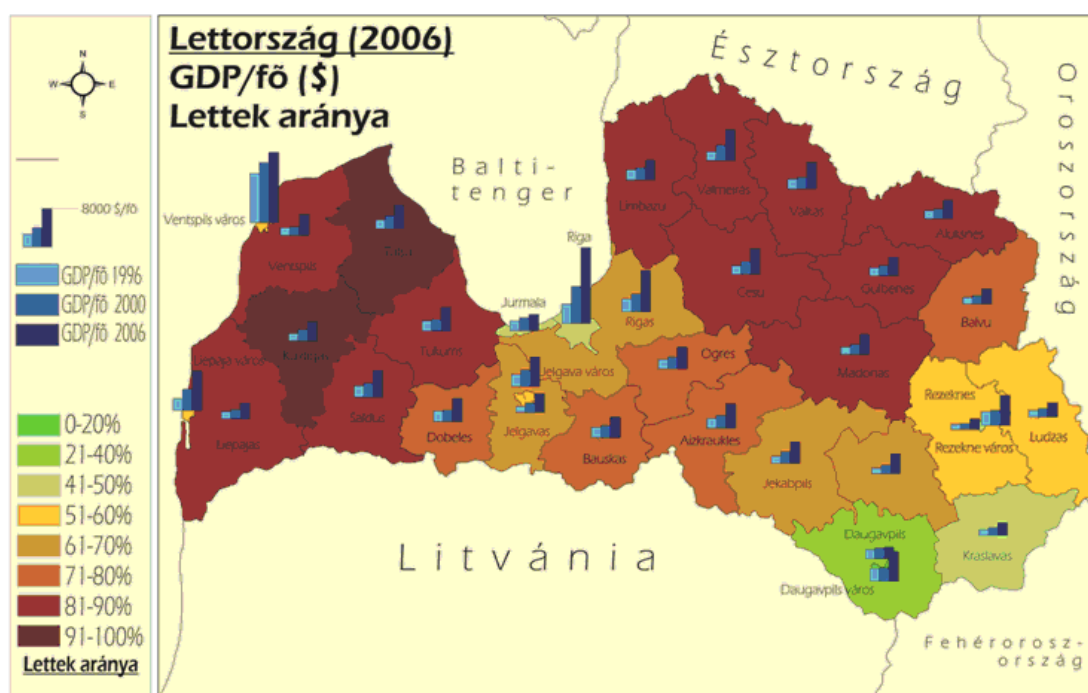 Lettország (2006)
GDP/fő ($)
Lettek aránya
N
W
E
S
8000 $/fő
GDP/fő 1996
GDP/fő 2000
GDP/fő 2006
0-20%
21-40%
41-50%
51-60%
61-70%
71-80%
81-90%
91-100%
Lettek aránya
Észtország
Oroszország
Balti-
tenger
Litvánia
Fehérorosz-
ország
Ventspils város
Ventspils
Talsu
Kuldigas
Liepaja város
Liepajas
Saldus
Tukums
Jurmala
Riga
Rigas
Jelgava város
Jelgavas
Dobeles
Bauskas
Ogres
Aizkraukles
Jekabpils
Limbazu
Valmieras
Valkas
Cesu
Aluksnes
Gulbenes
Madonas
Balvu
Rezeknes
Rezekne város
Ludzas
Kraslavas
Daugavpils
Daugavpils város